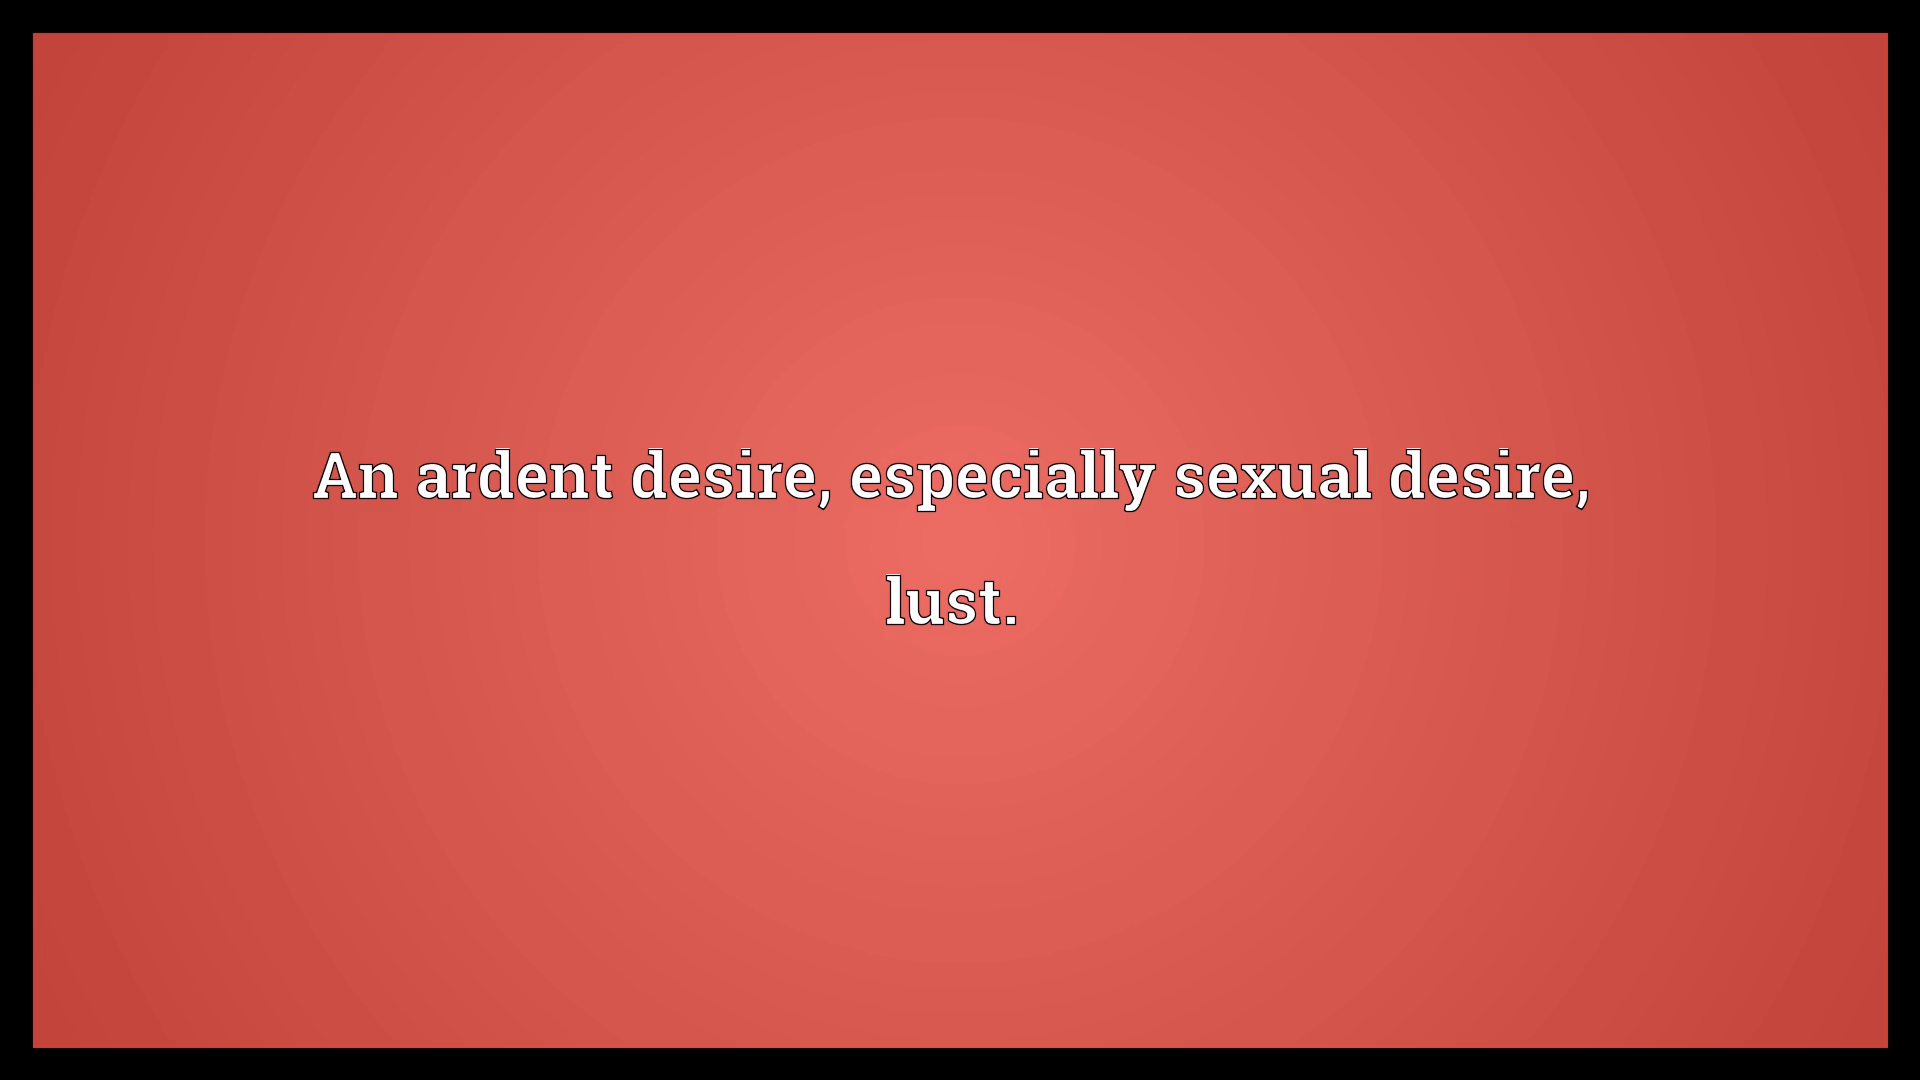 An ardent desire, especially sexual desire,
lust.